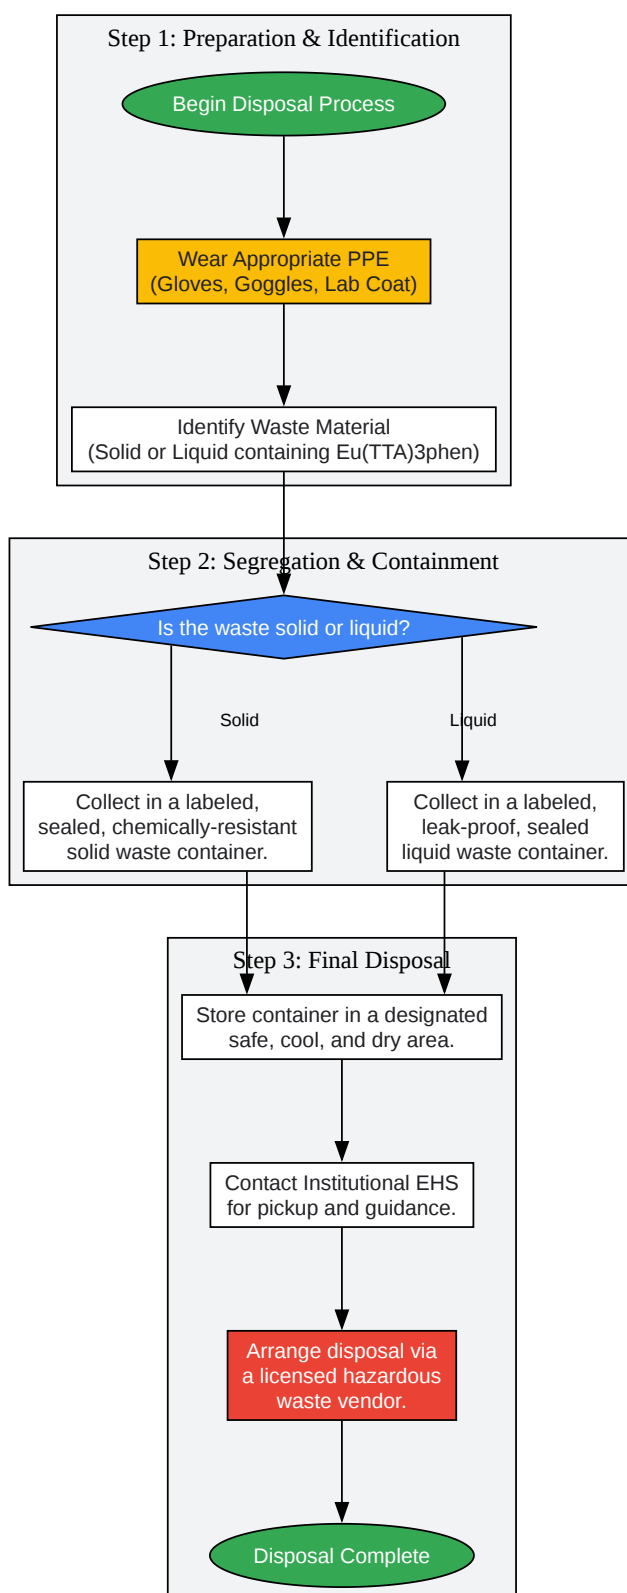 Step 1: Preparation & Identification
Begin Disposal Process
Wear Appropriate PPE
(Gloves, Goggles, Lab Coat)
Identify Waste Material
(Solid or Liquid containing Eu(TTA)3phen)
Step 2: Segregation & Containment
Is the waste solid or liquid?
Solid
Liquid
Collect in a labeled,
sealed, chemically-resistant
solid waste container.
Collect in a labeled,
leak-proof, sealed
liquid waste container.
Step 3: Final Disposal
Store container in a designated
safe, cool, and dry area.
Contact Institutional EHS
for pickup and guidance.
Arrange disposal via
a licensed hazardous
waste vendor.
Disposal Complete